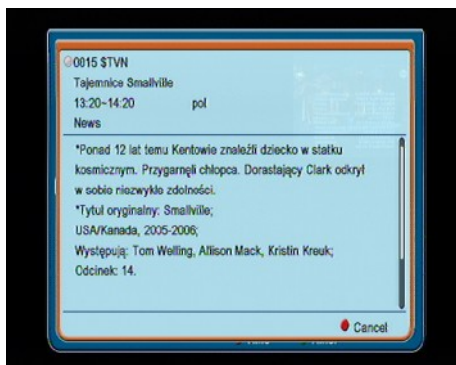 0015 $TVN
Tajemnice Smallville
13:20~14:20 pol
News
*Ponad 12 lat temu Kentowie znaleźli dziecko w statku
kosmicznym. Przygarnęli chłopca. Dorastający Clark odkrył
w sobie niezwykłe zdolności.
*Tytuł oryginalny: Smallville;
USA/Kanada, 2005-2006;
Występują: Tom Welling, Allison Mack, Kristin Kreuk;
Odcinek: 14.
Cancel